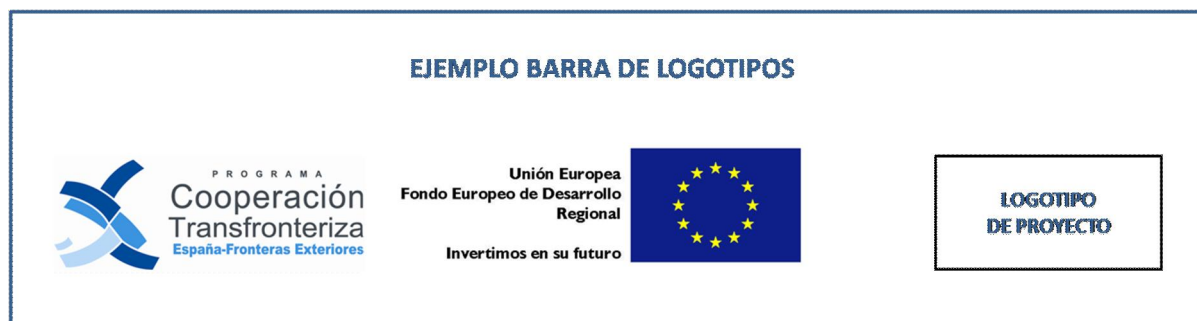 EJEMPLO BARRA DE LOGOTIPOS
PROGRAMA
Cooperación
Transfronteriza
España-Fronteras Exteriores
Unión Europea
Fondo Europeo de Desarrollo
Regional
Invertimos en su futuro
LOGOTIPO
DE PROYECTO